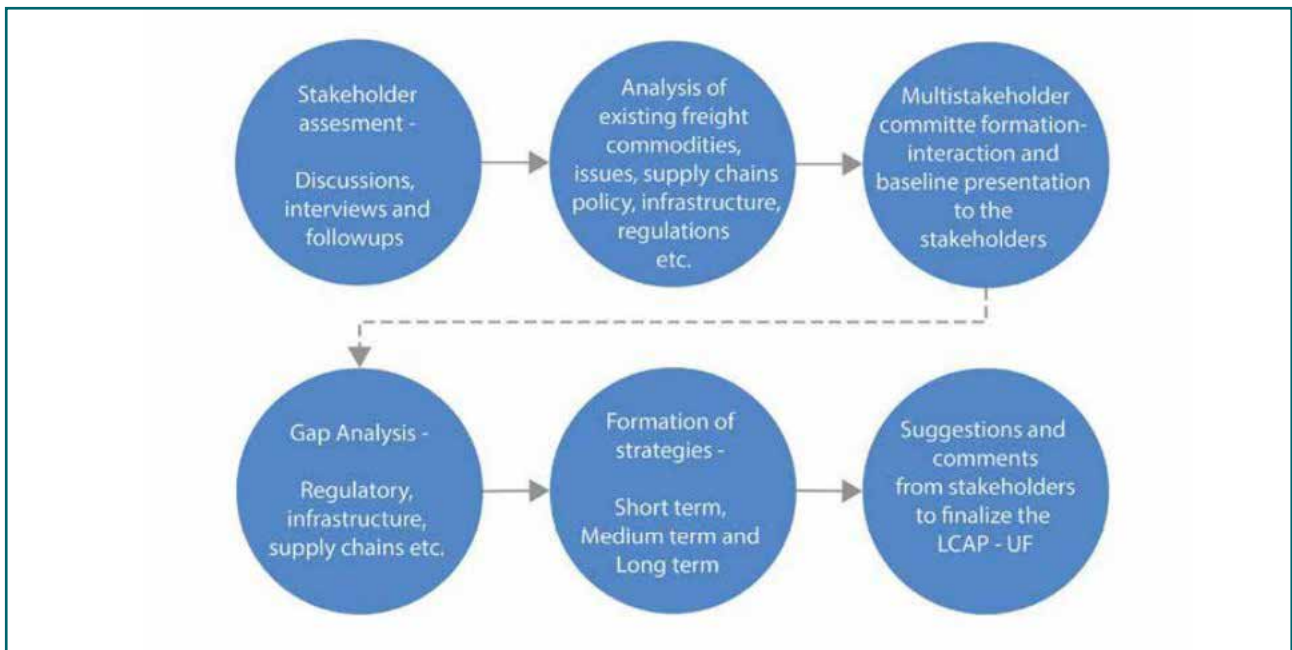 Stakeholder
assesment -
Discussions,
interviews and
followups
Analysis of
existing freight
commodities,
issues, supply chains
policy, infrastructure,
regulations
etc.
Multistakeholder
committe formation-
interaction and
baseline presentation
to the
stakeholders
Gap Analysis -
Regulatory,
infrastructure,
supply chains etc.
Formation of
strategies -
Short term,
Medium term and
Long term
Suggestions and
comments
from stakeholders
to finalize the
LCAP - UF